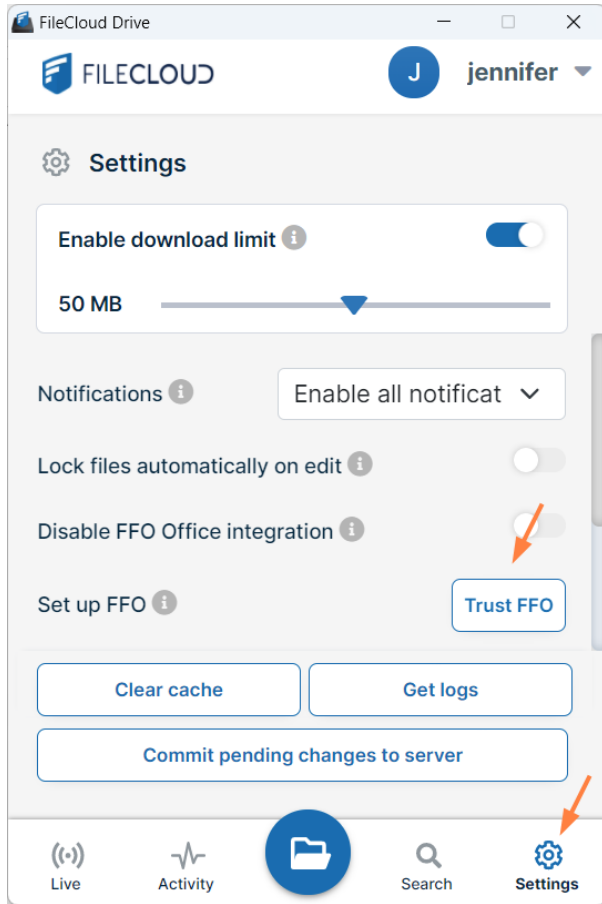 FileCloud Drive
FILECLOUD
J jennifer
Settings
Enable download limit
50 MB
Notifications Enable all notificat
Lock files automatically on edit
Disable FFO Office integration
Set up FFO Trust FFO
Clear cache Get logs
Commit pending changes to server
Live Activity Search Settings